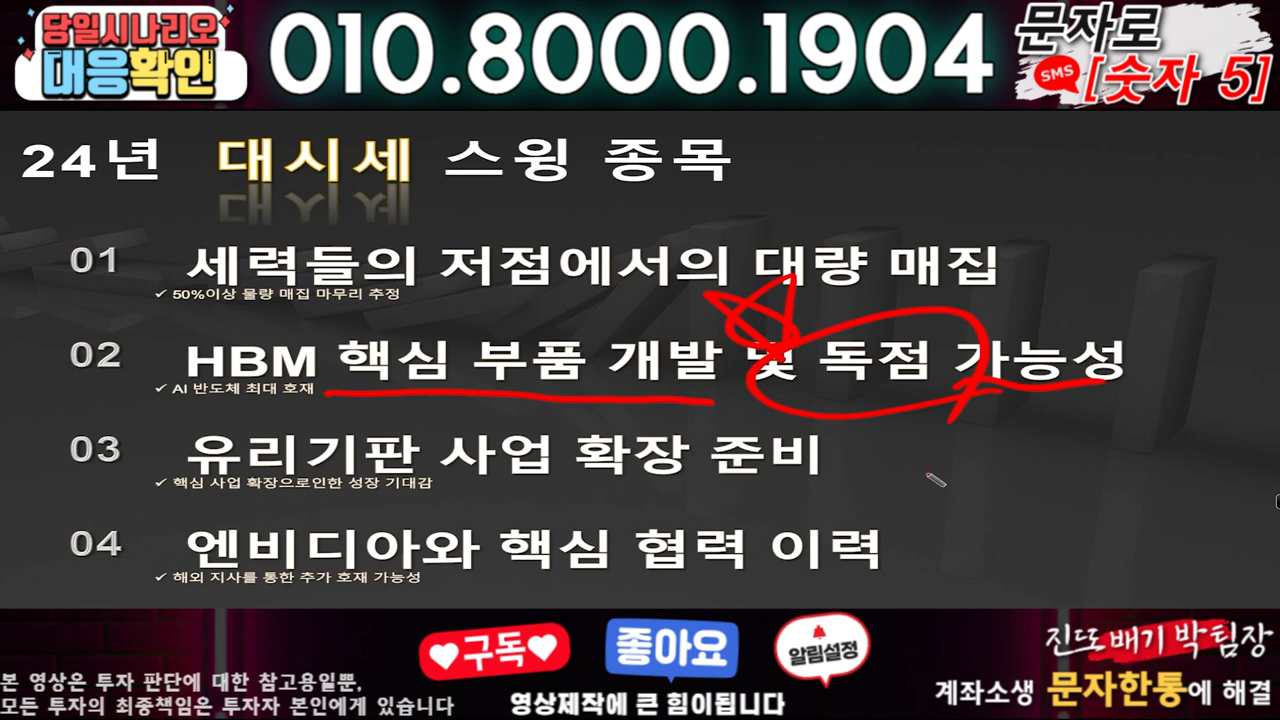 당일시나리오
대응확인
010.8000.1904
문자로
SMS [숫자 5]
24년 대시세 스윙 종목
01 세력들의 저점에서의 대량 매집
✓ 50%이상 물량 매집 마무리 추정
02 HBM 핵심 부품 개발 및 독점 가능성
✓ AI 반도체 최대 호재
03 유리기판 사업 확장 준비
✓ 핵심 사업 확장으로인한 성장 기대감
04 엔비디아와 핵심 협력 이력
✓ 해외 지사를 통한 추가 호재 가능성
구독
좋아요
알림설정
영상제작에 큰 힘이됩니다
본 영상은 투자 판단에 대한 참고용일뿐,
모든 투자의 최종책임은 투자자 본인에게 있습니다
진또배기 박팀장
계좌소생 문자한통에 해결